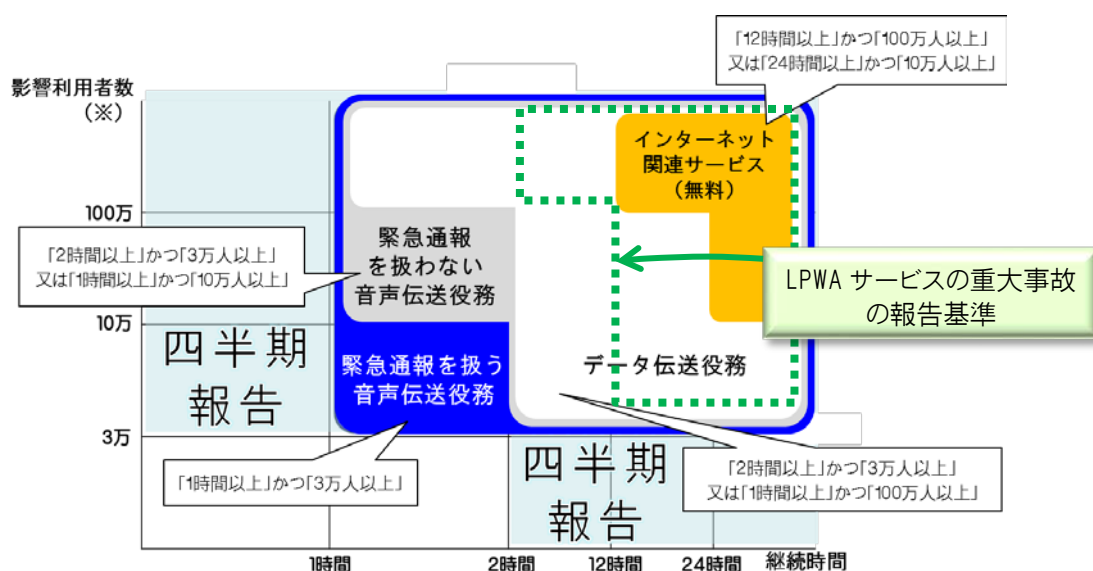 「12時間以上」かつ「100万人以上」
又は「24時間以上」かつ「10万人以上」
影響利用者数
（※）
インターネット
関連サービス
（無料）
100万
「2時間以上」かつ「3万人以上」
又は「1時間以上」かつ「10万人以上」
緊急通報
を扱わない
音声伝送役務
LPWA サービスの重大事故
の報告基準
10万
四半期
報告
緊急通報を扱う
音声伝送役務
データ伝送役務
3万
「1時間以上」かつ「3万人以上」
四半期
報告
「2時間以上」かつ「3万人以上」
又は「1時間以上」かつ「100万人以上」
1時間
2時間
12時間
24時間
継続時間